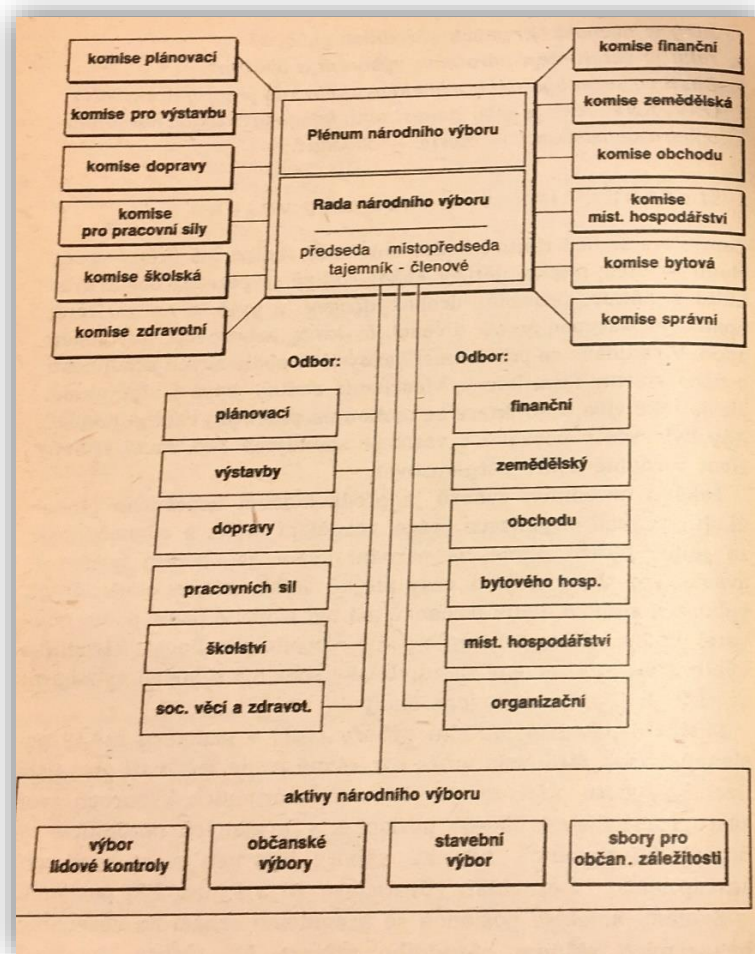 komise plánovací
komise pro výstavbu
komise dopravy
komise
pro pracovní sily
komise školská
komise zdravotní
Plénum národního výboru
Rada národního výboru
předseda místopředseda
tajemník - členové
komise finanční
komise zemědělská
komise obchodu
komise
míst. hospodářství
komise bytová
komise správní
Odbor:
plánovací
výstavby
dopravy
pracovních sil
školství
soc. věcí a zdravot.
Odbor:
finanční
zemědělský
obchodu
bytového hosp.
míst. hospodářství
organizační
aktivy národního výboru
výbor
lidové kontroly
občanské
výbory
stavební
výbor
sbory pro
občan. záležitosti